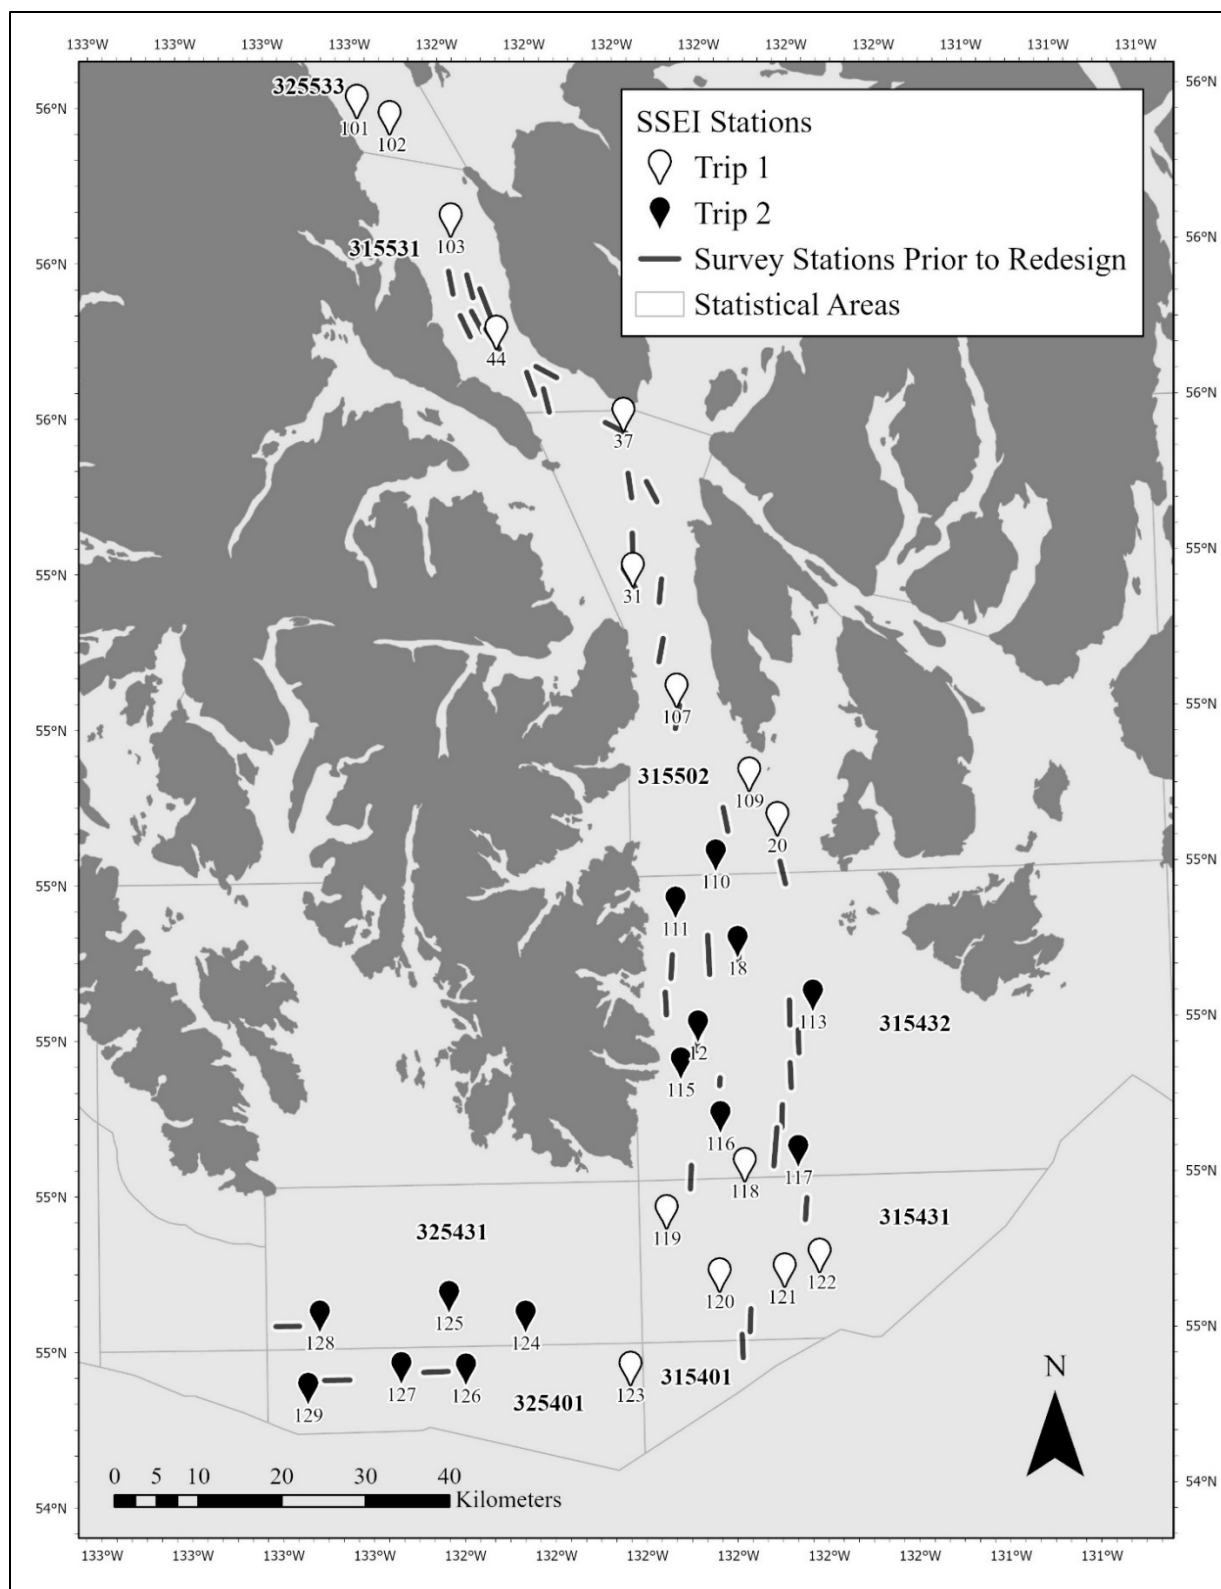 133°W 133°W 133°W 133°W 132°W 132°W 132°W 132°W 132°W 132°W 131°W 131°W 131°W
325533
56°N
56°N
101
102
SSEI Stations
Trip 1
Trip 2
Survey Stations Prior to Redesign
Statistical Areas
103
315531
56°N
56°N
44
56°N
56°N
37
55°N
55°N
31
55°N
55°N
107
315502
109
20
55°N
110
55°N
111
18
113
315432
55°N
55°N
12
115
116
117
55°N
118
55°N
119
315431
325431
122
121
120
125
55°N
128
124
55°N
127
126
123
315401
129
325401
N
0 5 10 20 30 40
Kilometers
54°N
54°N
133°W 133°W 133°W 132°W 132°W 132°W 132°W 132°W 132°W 132°W 131°W 131°W